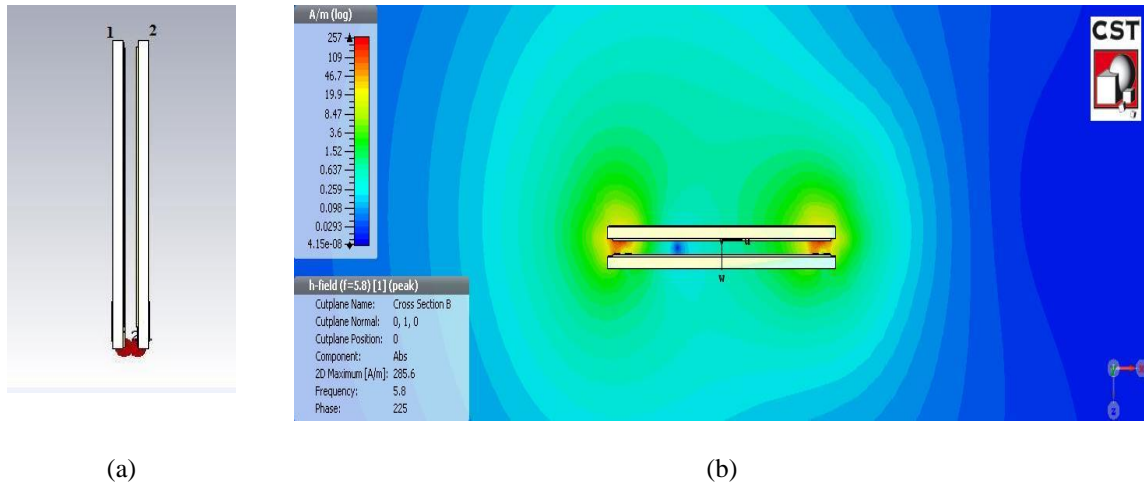 1 2
A/m (log)
257
109
46.7
19.9
8.47
3.6
1.52
0.637
0.259
0.098
0.0293
4.15e-08
CST
w
h-field (f=5.8) [1] (peak)
Cutplane Name: Cross Section B
Cutplane Normal: 0, 1, 0
Cutplane Position: 0
Component: Abs
2D Maximum [A/m]: 285.6
Frequency: 5.8
Phase: 225
(a) (b)